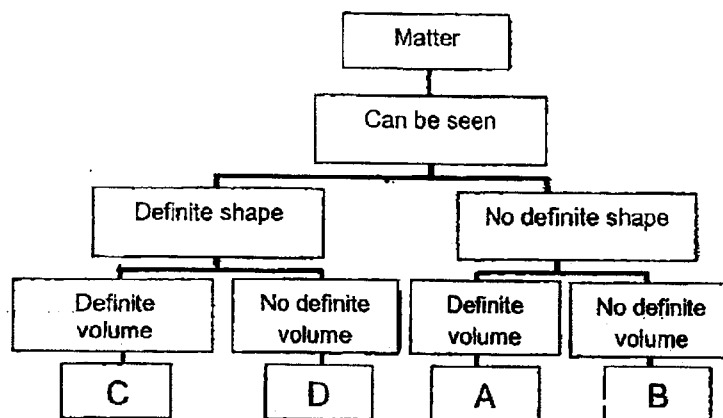 Matter
Can be seen
Definite shape
No definite shape
Definite
volume
No definite
volume
Definite
volume
No definite
volume
C
D
A
B